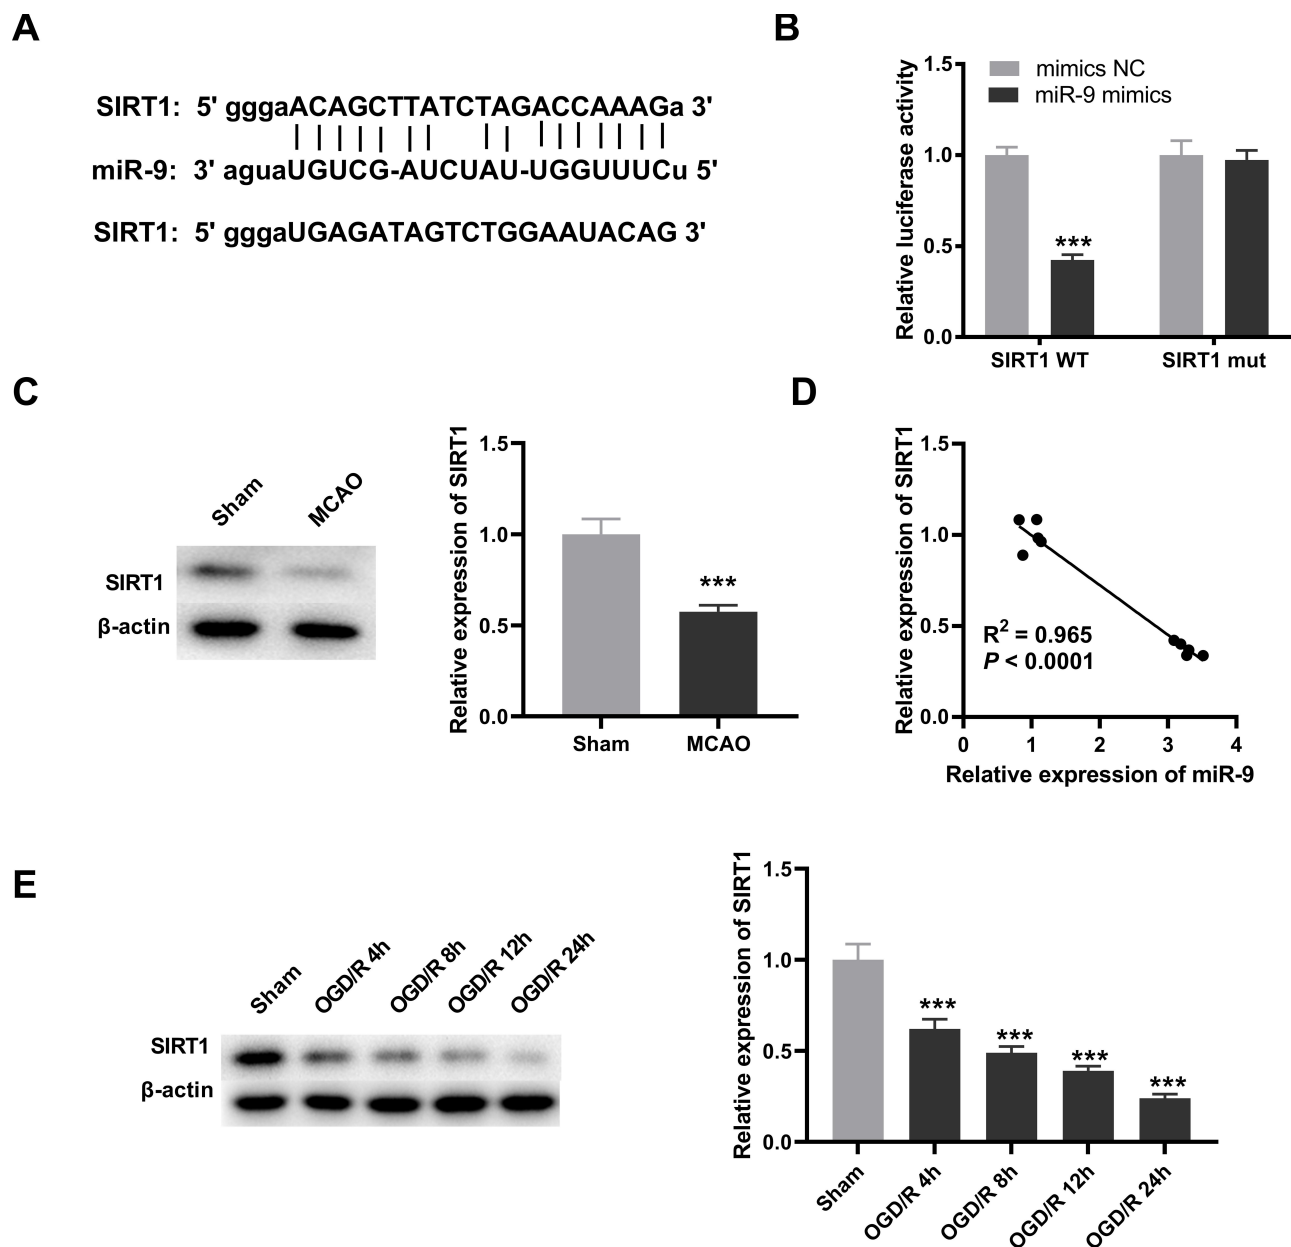 A
SIRT1: 5' gggaACAGCTTATCTAGACCAAAGa 3'
miR-9: 3' aguaUGUCG-AUCUAU-UGGUUUCu 5'
SIRT1: 5' gggaUGAGATAGTCTGGAAUACAG 3'
B
Relative luciferase activity
mimics NC
miR-9 mimics
1.5
1.0
0.5
0.0
***
SIRT1 WT
SIRT1 mut
C
Sham
MCAO
SIRT1
β-actin
Relative expression of SIRT1
1.5
1.0
0.5
0.0
***
Sham
MCAO
D
Relative expression of SIRT1
1.5
1.0
0.5
0.0
R² = 0.965
P < 0.0001
0 1 2 3 4
Relative expression of miR-9
E
Sham
OGD/R 4h
OGD/R 8h
OGD/R 12h
OGD/R 24h
SIRT1
β-actin
Relative expression of SIRT1
1.5
1.0
0.5
0.0
***
***
***
***
Sham
OGD/R 4h
OGD/R 8h
OGD/R 12h
OGD/R 24h